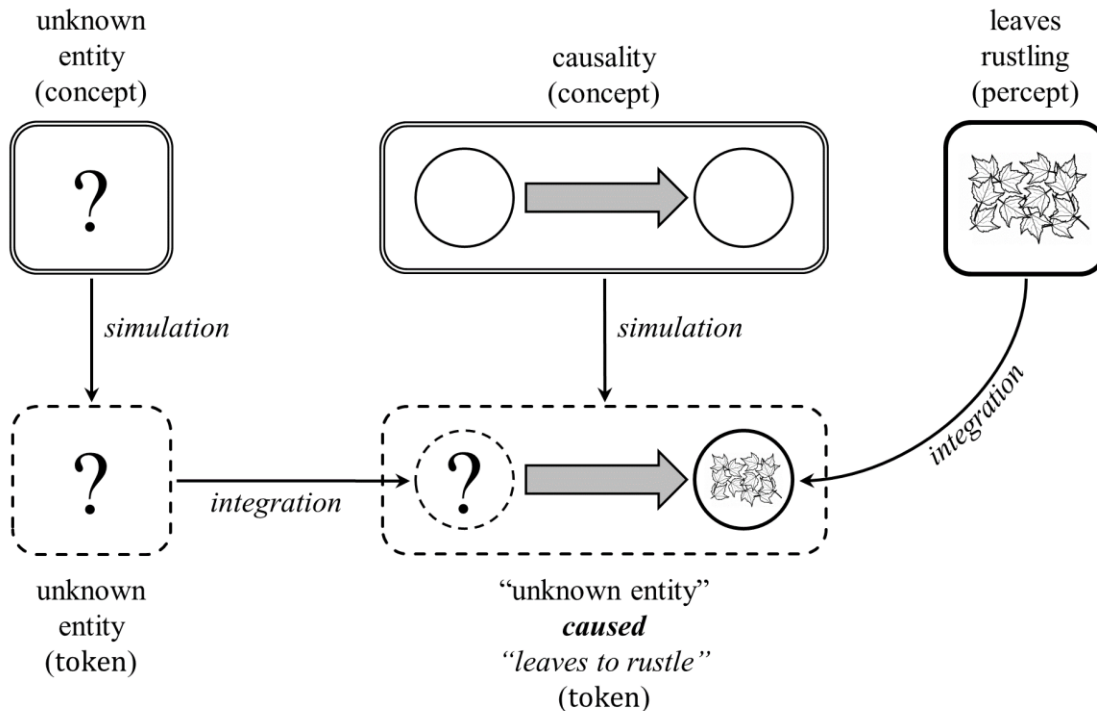 unknown
entity
(concept)
causality
(concept)
leaves
rustling
(percept)
?
simulation
simulation
integration
?
integration
?
unknown
entity
(token)
“unknown entity”
caused
“leaves to rustle”
(token)